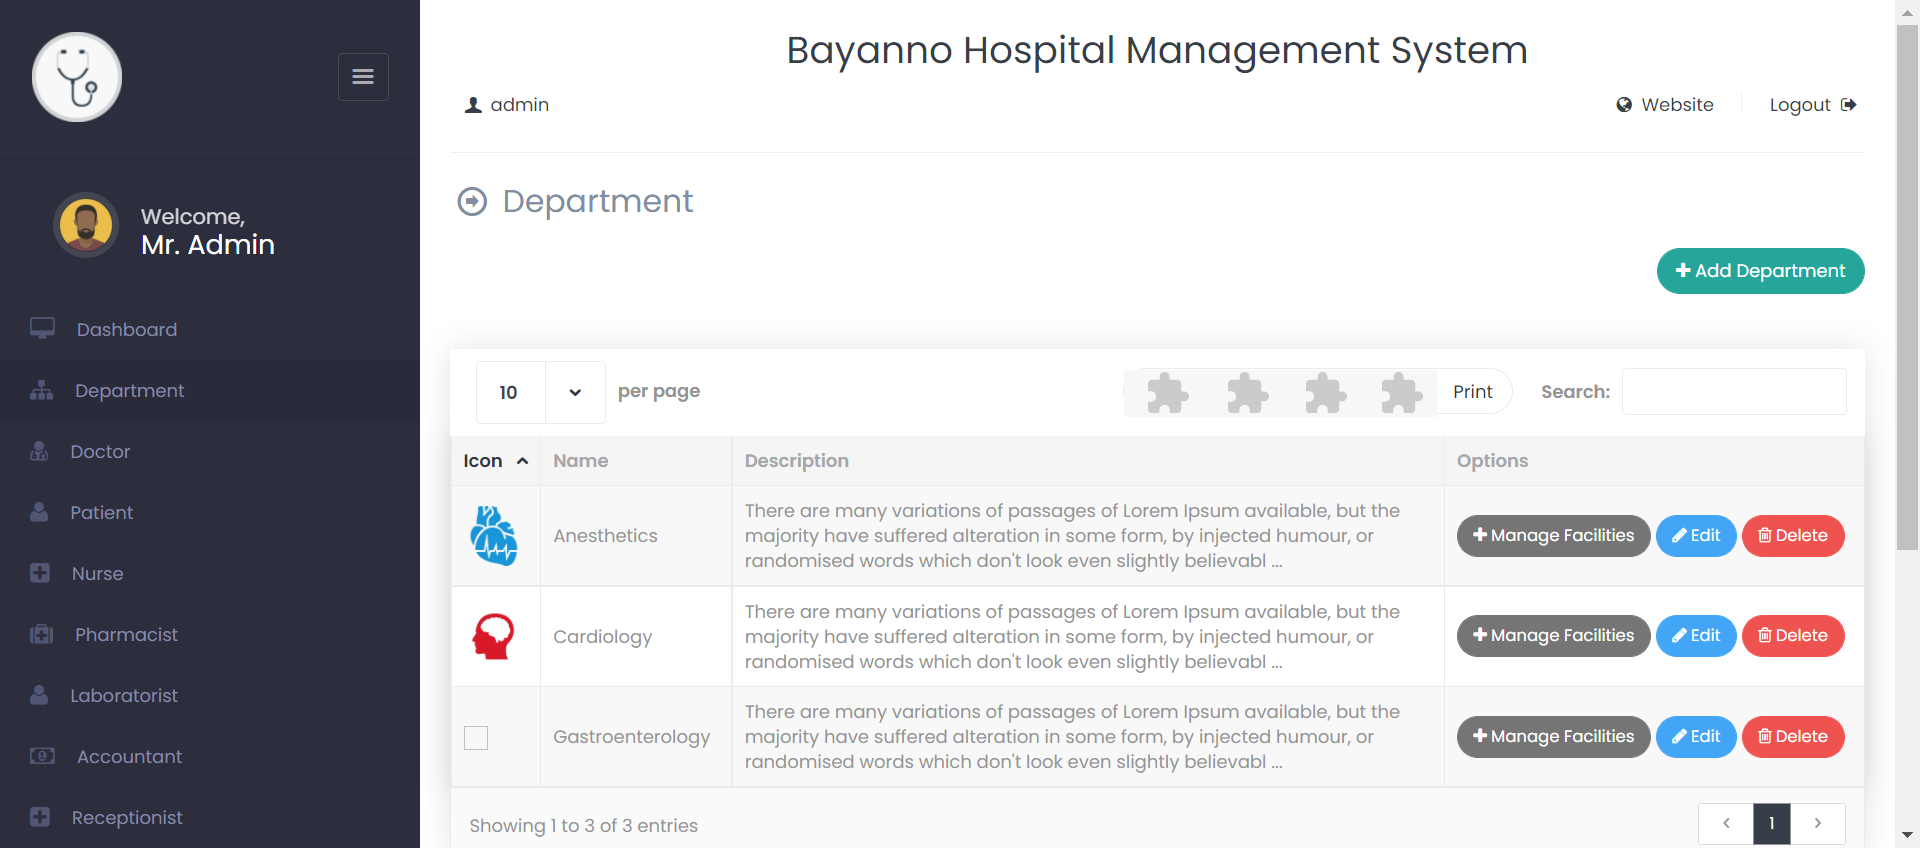 Bayanno Hospital Management System
admin
Website
Logout
Welcome,
Mr. Admin
Dashboard
Department
Doctor
Patient
Nurse
Pharmacist
Laboratorist
Accountant
Receptionist
Department
Add Department
10
per page
Print
Search:
Icon Name Description Options
Anesthetics
There are many variations of passages of Lorem Ipsum available, but the
majority have suffered alteration in some form, by injected humour, or
randomised words which don't look even slightly believabl ...
Manage Facilities Edit Delete
Cardiology
There are many variations of passages of Lorem Ipsum available, but the
majority have suffered alteration in some form, by injected humour, or
randomised words which don't look even slightly believabl ...
Manage Facilities Edit Delete
Gastroenterology
There are many variations of passages of Lorem Ipsum available, but the
majority have suffered alteration in some form, by injected humour, or
randomised words which don't look even slightly believabl ...
Manage Facilities Edit Delete
Showing 1 to 3 of 3 entries
1